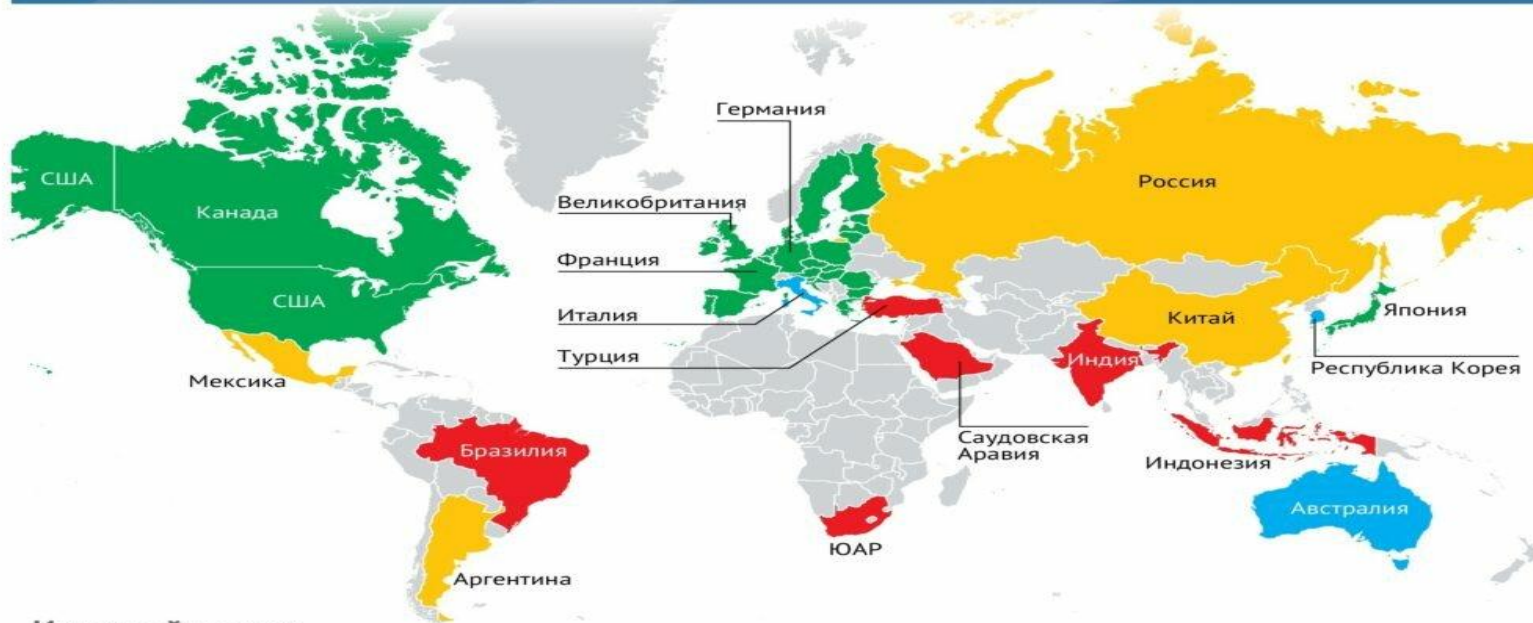 Германия
США
Россия
Великобритания
Канада
Франция
США
Италия
Китай
Япония
Турция
Индия
Республика Корея
Мексика
Саудовская
Аравия
Бразилия
Индонезия
Австралия
ЮАР
Аргентина